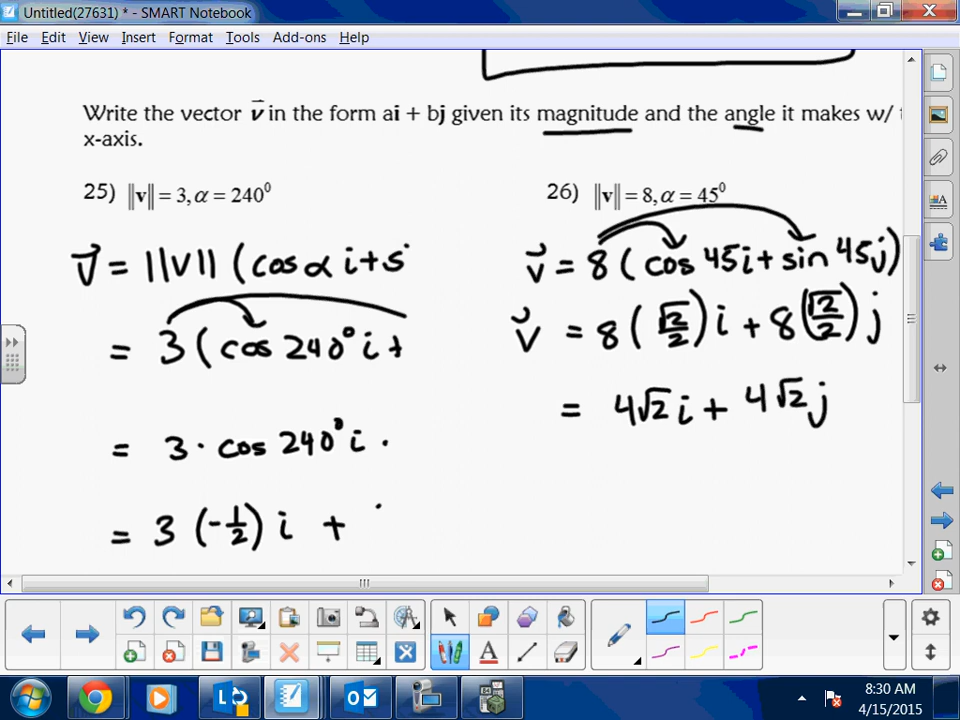 Untitled(27631) * - SMART Notebook
File Edit View Insert Format Tools Add-ons Help
Write the vector v⃗ in the form ai + bj given its magnitude and the angle it makes w/
x-axis.
25) ‖v‖ = 3, α = 240⁰
v⃗ = ||v|| (cos α i + s
= 3 (cos 240° i +
= 3 · cos 240° i ·
= 3 (-1/2) i +
26) ‖v‖ = 8, α = 45⁰
v⃗ = 8 (cos 45i + sin 45j)
v⃗ = 8 (√2/2) i + 8 (√2/2) j
= 4√2 i + 4√2 j
8:30 AM
4/15/2015